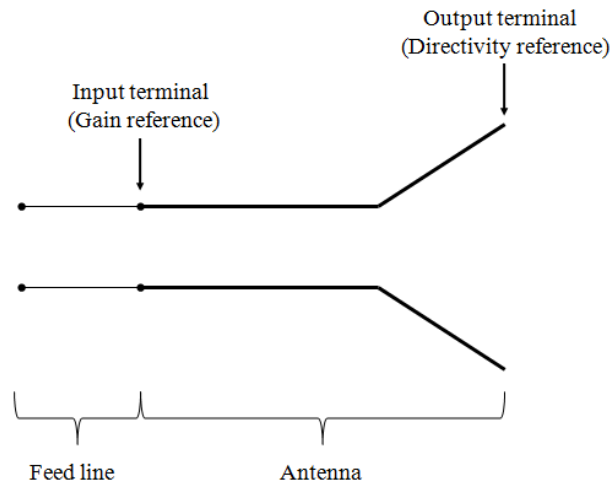 Output terminal
(Directivity reference)
Input terminal
(Gain reference)
Feed line
Antenna